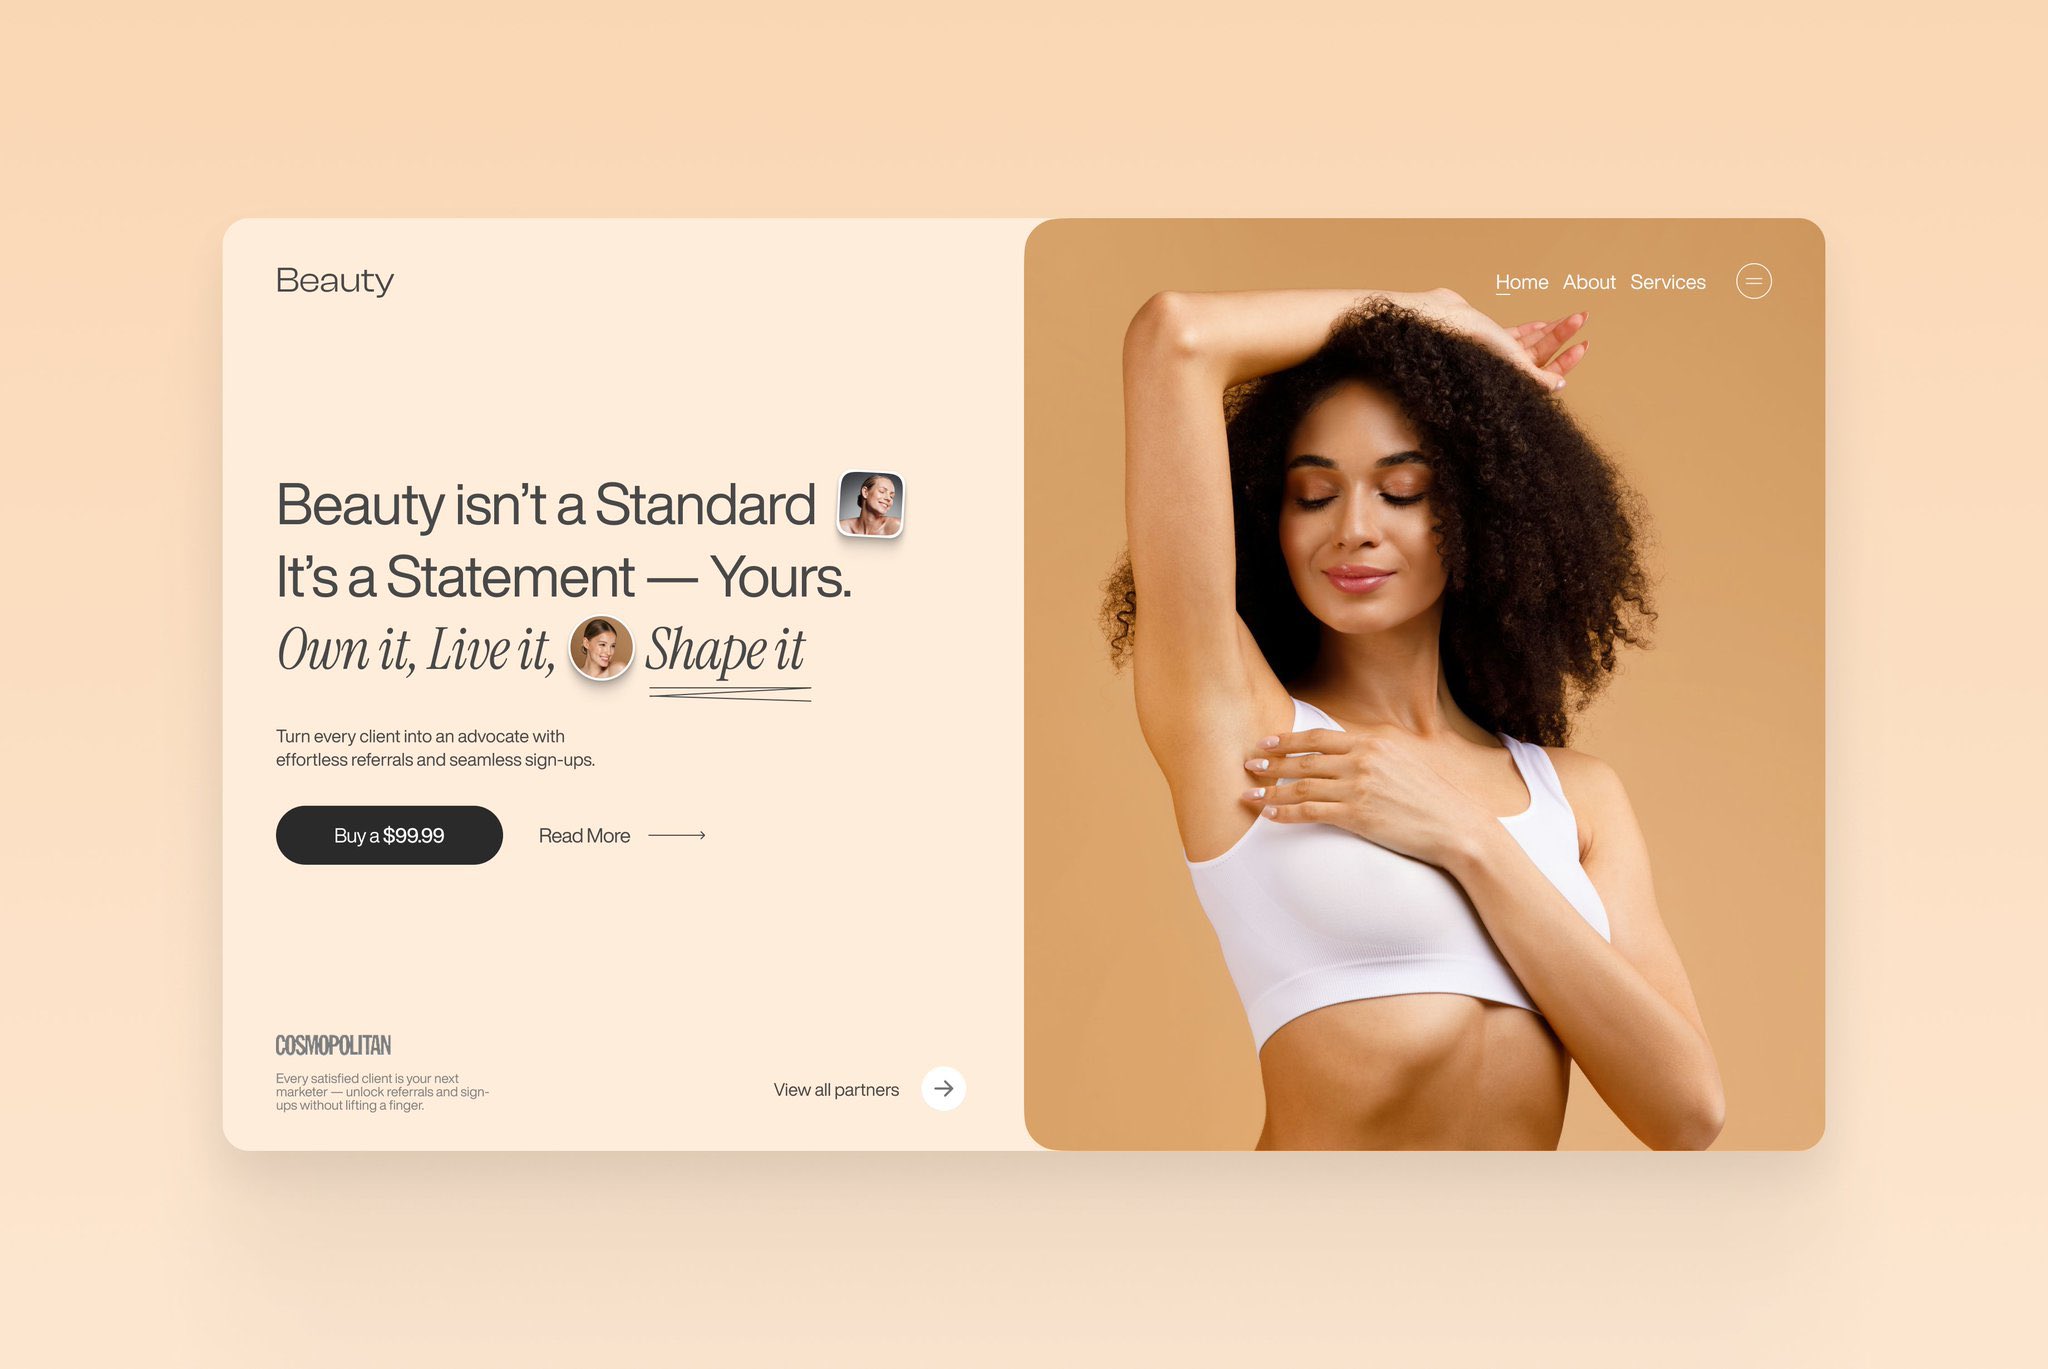 Beauty
Home About Services
Beauty isn’t a Standard
It’s a Statement — Yours.
Own it, Live it, Shape it
Turn every client into an advocate with
effortless referrals and seamless sign-ups.
Buy a $99.99
Read More
COSMOPOLITAN
Every satisfied client is your next
marketer — unlock referrals and sign-
ups without lifting a finger.
View all partners